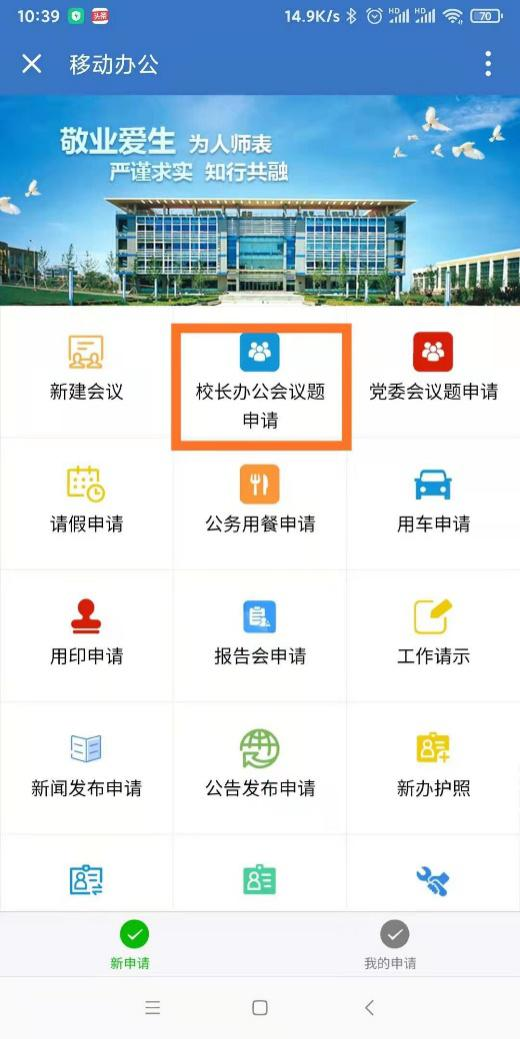 10:39
头条
14.9K/s
HD
HD
70
移动办公
敬业爱生 为人师表
严谨求实 知行共融
新建会议
校长办公会议题
申请
党委会议题申请
请假申请
公务用餐申请
用车申请
用印申请
报告会申请
工作请示
新闻发布申请
公告发布申请
新办护照
新申请
我的申请